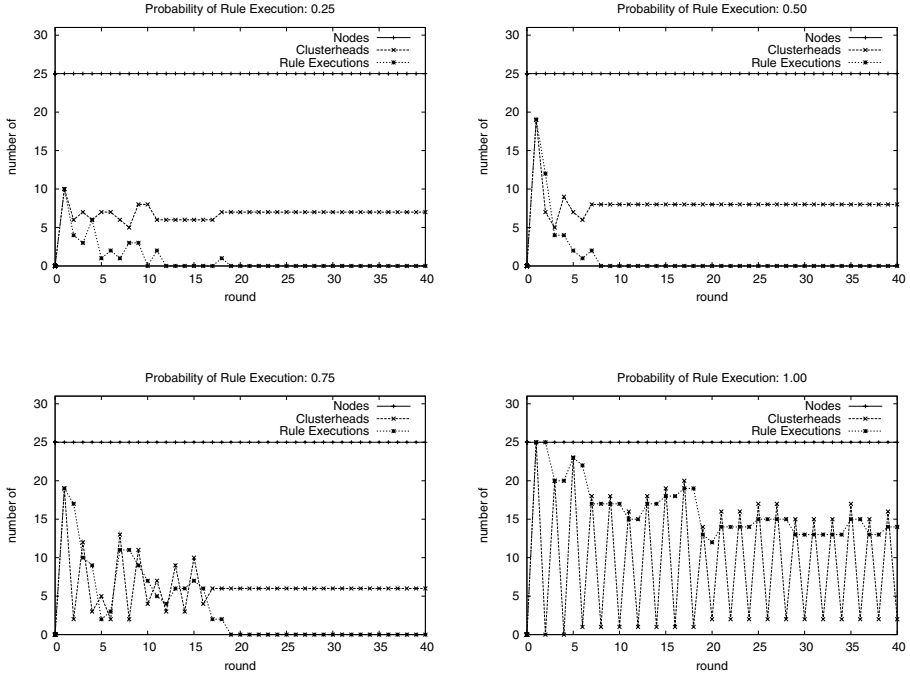 Probability of Rule Execution: 0.25
number of
30
25
20
15
10
5
0
Nodes
Clusterheads
Rule Executions
0 5 10 15 20 25 30 35 40
round
Probability of Rule Execution: 0.50
number of
30
25
20
15
10
5
0
Nodes
Clusterheads
Rule Executions
0 5 10 15 20 25 30 35 40
round
Probability of Rule Execution: 0.75
number of
30
25
20
15
10
5
0
Nodes
Clusterheads
Rule Executions
0 5 10 15 20 25 30 35 40
round
Probability of Rule Execution: 1.00
number of
30
25
20
15
10
5
0
Nodes
Clusterheads
Rule Executions
0 5 10 15 20 25 30 35 40
round